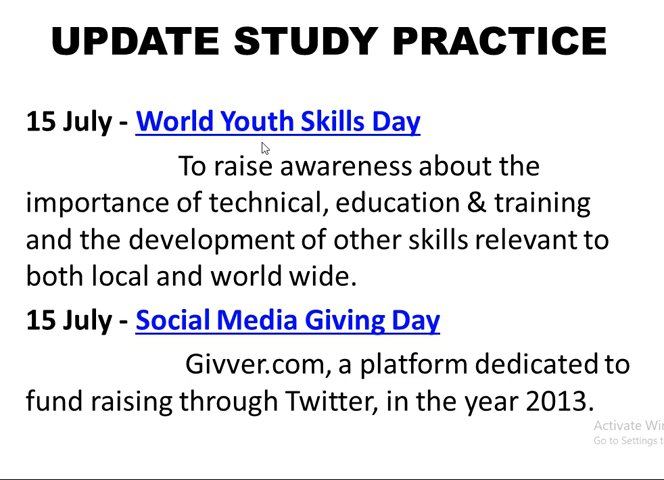 UPDATE STUDY PRACTICE
15 July - World Youth Skills Day
To raise awareness about the
importance of technical, education & training
and the development of other skills relevant to
both local and world wide.
15 July - Social Media Giving Day
Givver.com, a platform dedicated to
fund raising through Twitter, in the year 2013.
Activate Wi
Go to Settings t